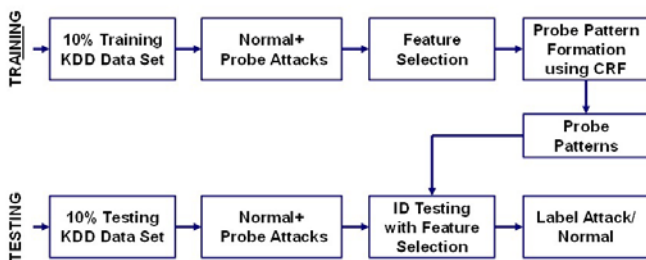 TRAINING
10% Training
KDD Data Set
Normal+
Probe Attacks
Feature
Selection
Probe Pattern
Formation
using CRF
Probe
Patterns
TESTING
10% Testing
KDD Data Set
Normal+
Probe Attacks
ID Testing
with Feature
Selection
Label Attack/
Normal